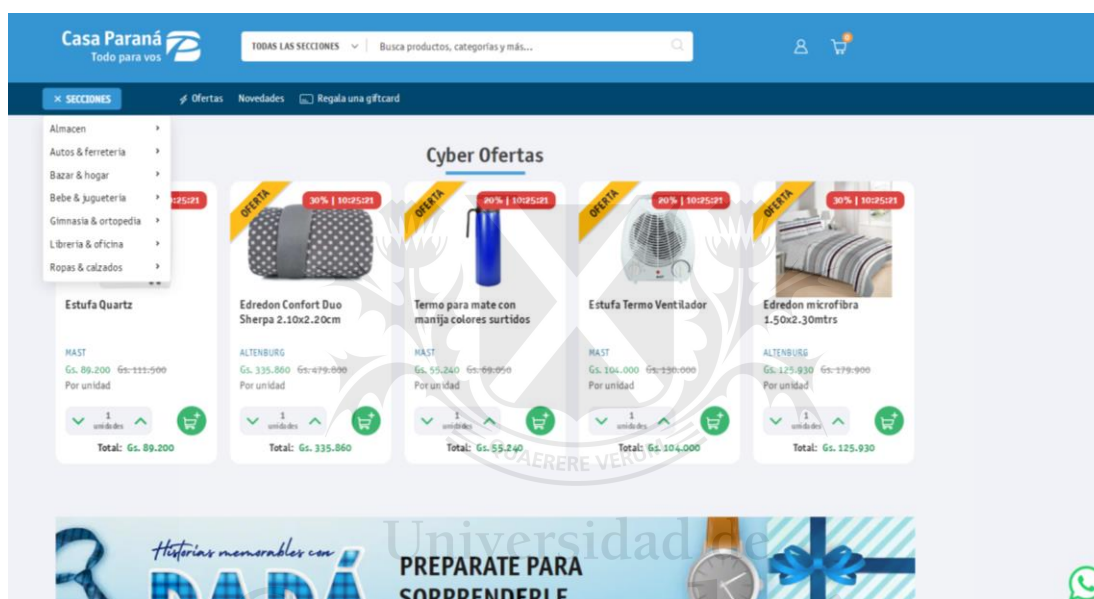 Casa Paraná
Todo para vos
TODAS LAS SECCIONES
Busca productos, categorías y más...
× SECCIONES
Ofertas
Novedades
Regala una giftcard
Almacen
Autos & ferreteria
Bazar & hogar
Bebe & jugueteria
Gimnasia & ortopedia
Libreria & oficina
Ropas & calzados
Cyber Ofertas
:25:21
Estufa Quartz
MAST
Gs. 89.200 Gs. 111.500
Por unidad
1
unidades
Total: Gs. 89.200
OFERTA
30% | 10:25:21
Edredon Confort Duo
Sherpa 2.10x2.20cm
ALTENBURG
Gs. 335.860 Gs. 479.800
Por unidad
1
unidades
Total: Gs. 335.860
OFERTA
20% | 10:25:21
Termo para mate con
manija colores surtidos
MAST
Gs. 55.240 Gs. 69.050
Por unidad
1
unidades
Total: Gs. 55.240
OFERTA
20% | 10:25:21
Estufa Termo Ventilador
MAST
Gs. 104.000 Gs. 130.000
Por unidad
1
unidades
Total: Gs. 104.000
OFERTA
30% | 10:25:21
Edredon microfibra
1.50x2.30mtrs
ALTENBURG
Gs. 125.930 Gs. 179.900
Por unidad
1
unidades
Total: Gs. 125.930
QUAERERE VERUM
Universidad de
Historias memorables con
PAPÁ
PREPARATE PARA
SORPRENDERLE